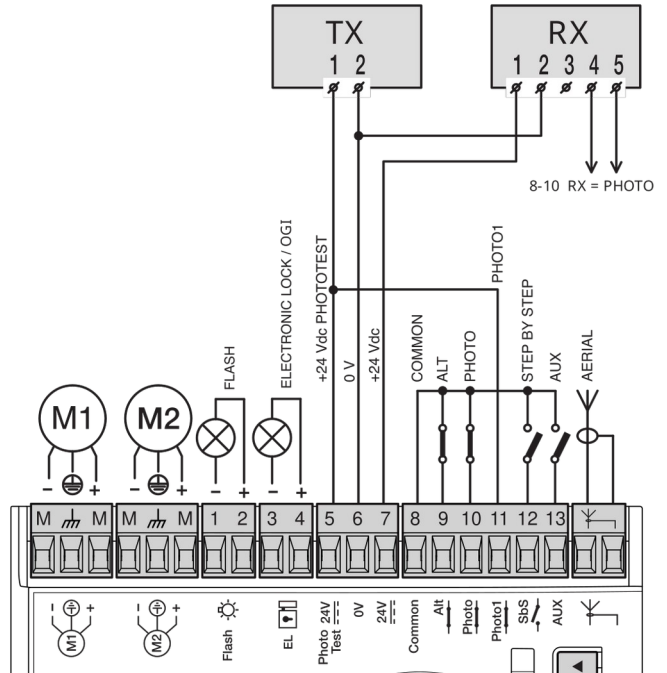 TX
1 2
RX
1 2 3 4 5
8-10 RX = PHOTO
FLASH
ELECTRONIC LOCK / OGI
+24 Vdc PHOTOTEST
0 V
+24 Vdc
COMMON
ALT
PHOTO
PHOTO1
STEP BY STEP
AUX
AERIAL
M1
M2
- +
- +
- +
- +
M M
M M
1 2
3 4
5 6 7
8 9 10 11 12 13
- +
M1
- +
M2
Flash
EL
Photo 24V
Test
0V
24V
Common
Alt
Photo
Photo1
SbS
AUX